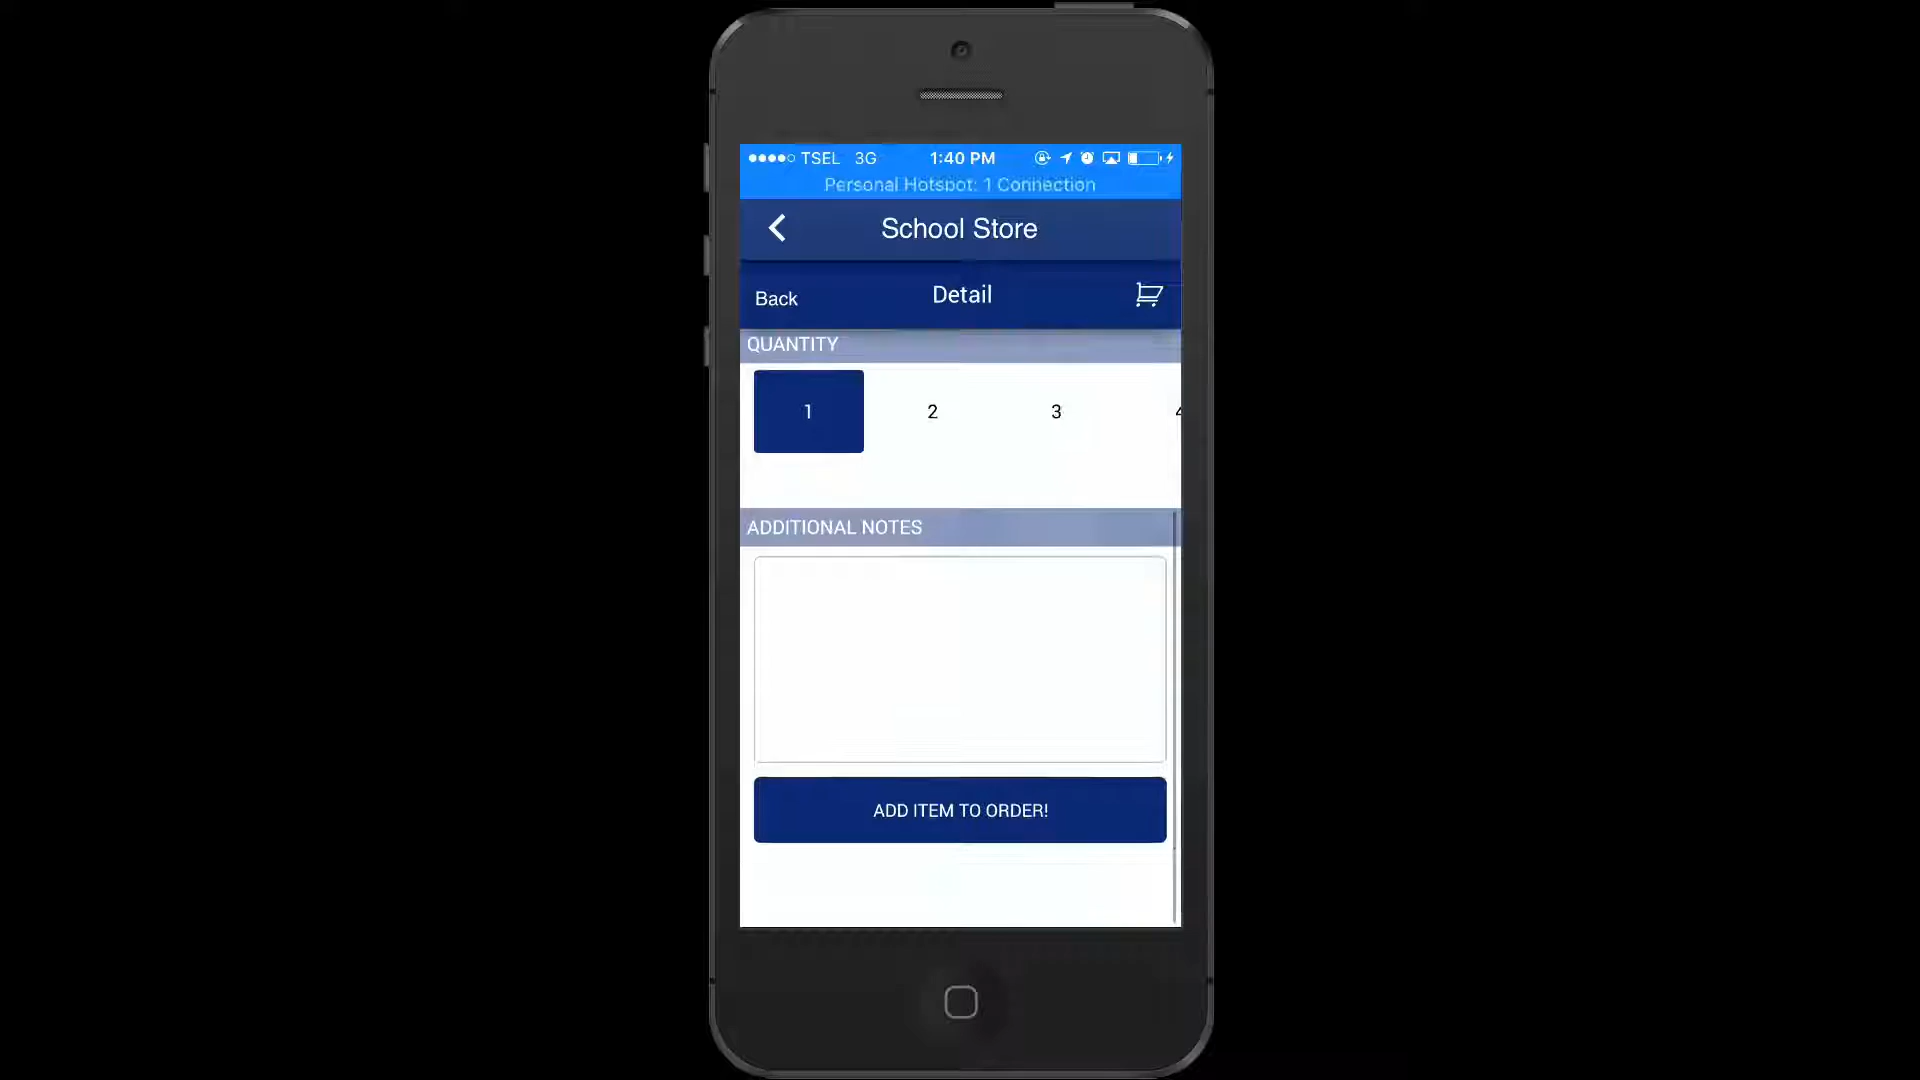 TSEL 3G 1:40 PM
Personal Hotspot: 1 Connection
School Store
Back Detail
QUANTITY
1 2 3
ADDITIONAL NOTES
ADD ITEM TO ORDER!